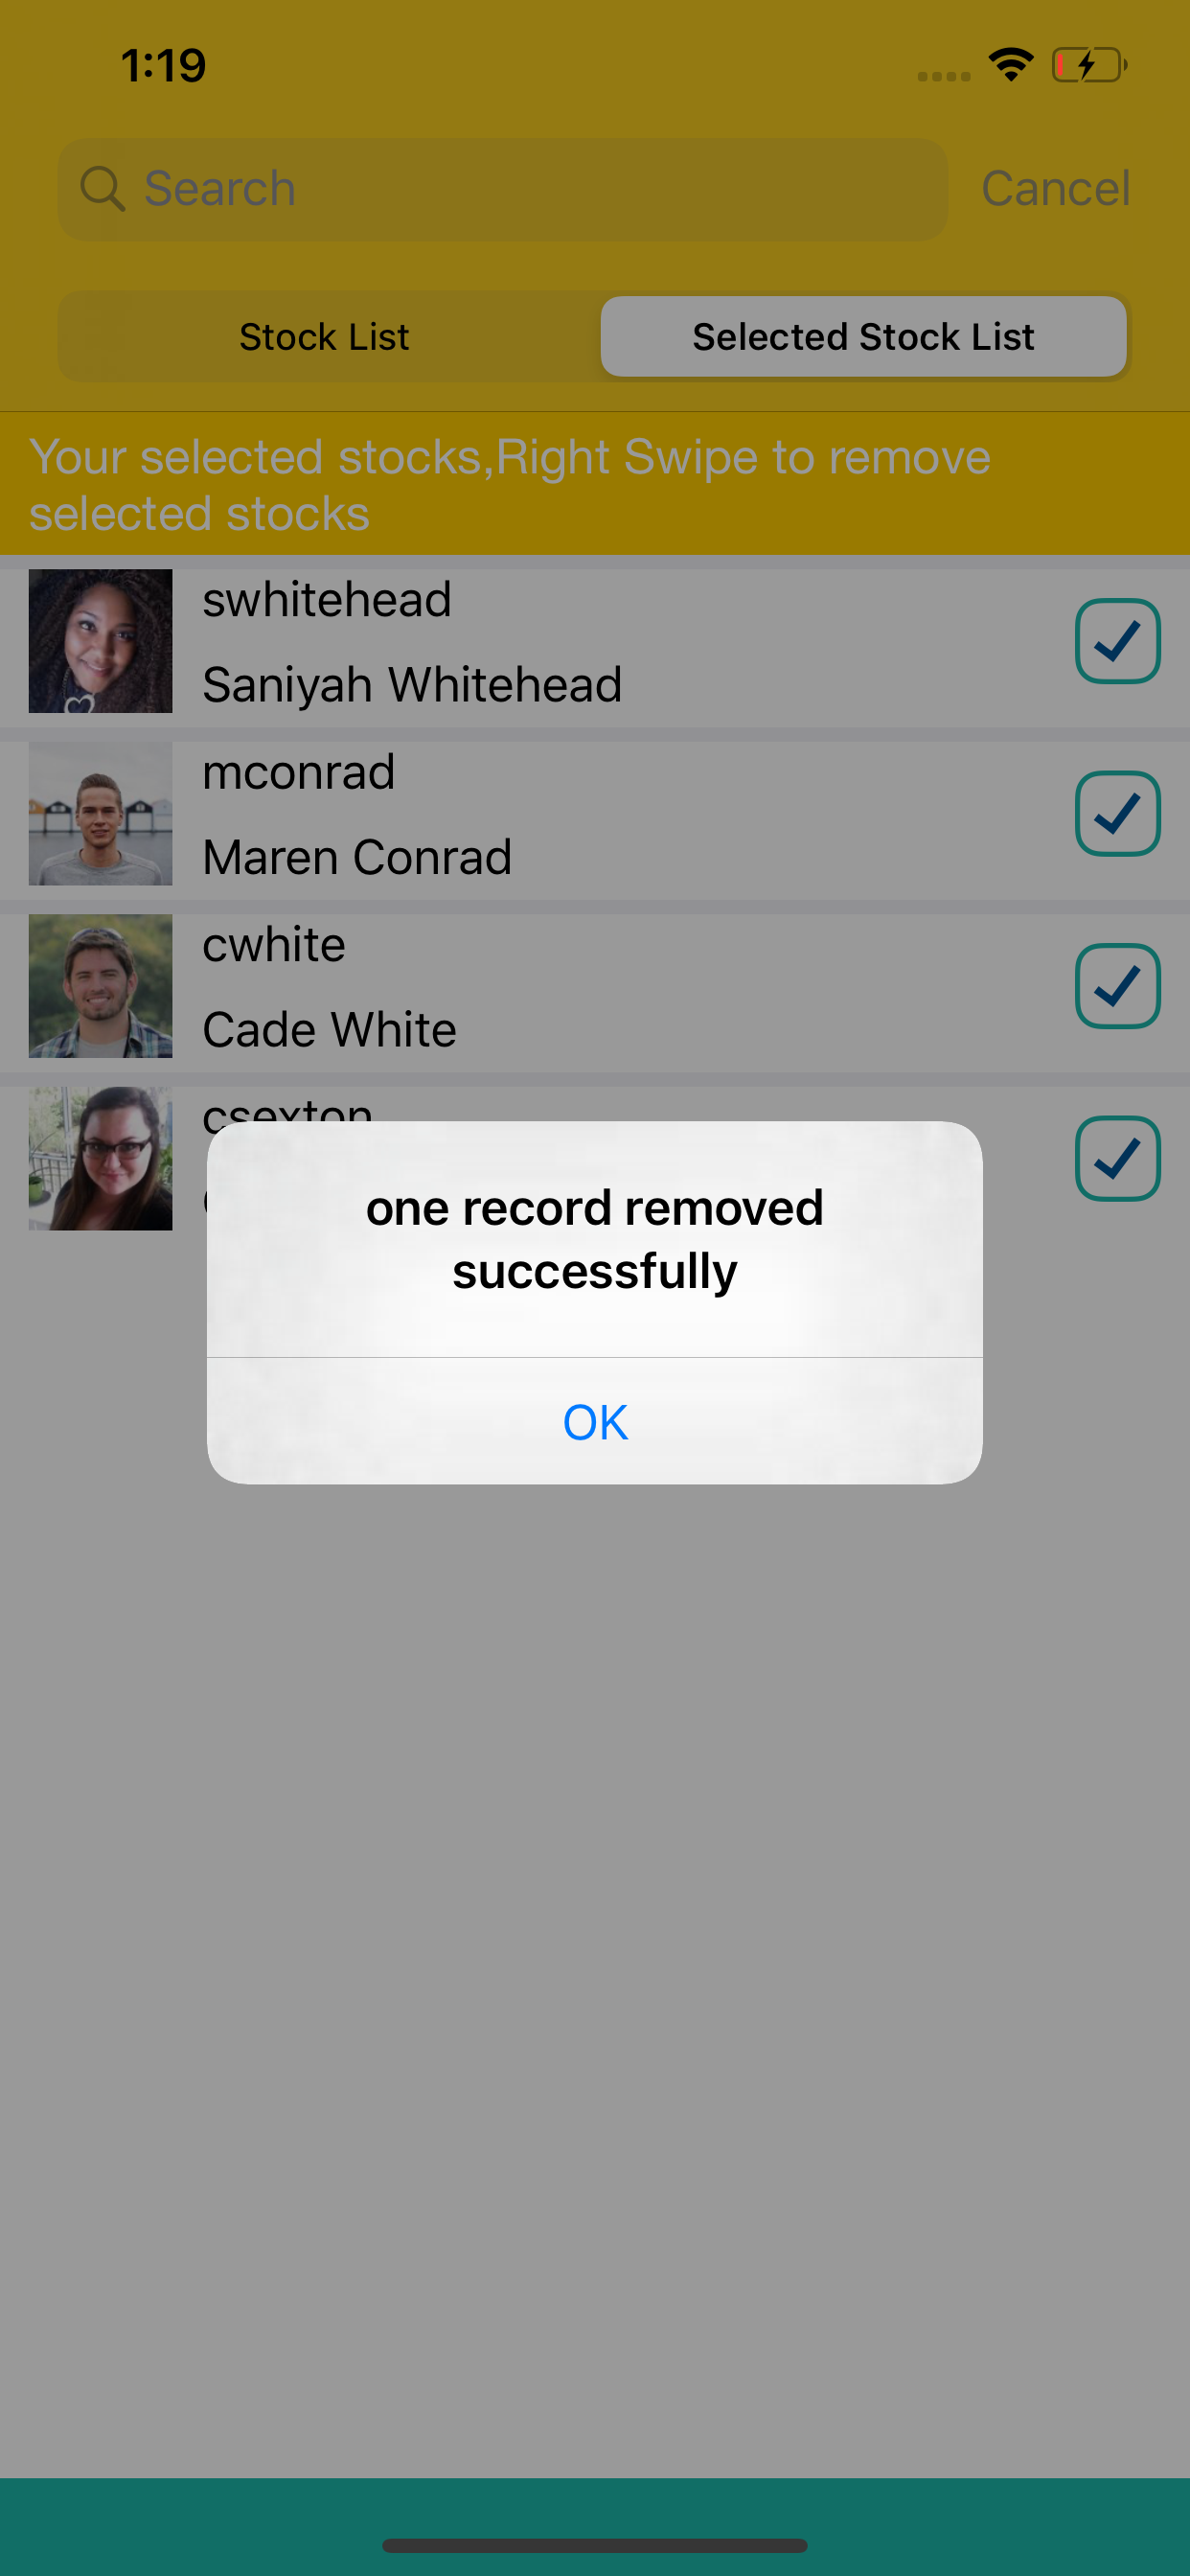 1:19
Search
Cancel
Stock List
Selected Stock List
Your selected stocks,Right Swipe to remove
selected stocks
swhitehead
Saniyah Whitehead
mconrad
Maren Conrad
cwhite
Cade White
csexton
one record removed
successfully
OK